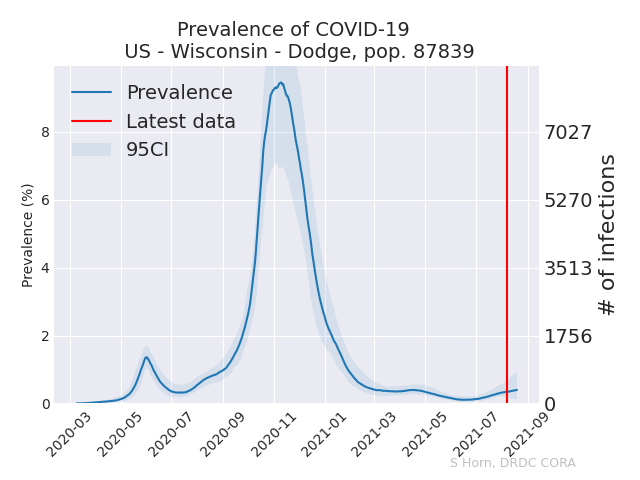 Prevalence of COVID-19
US - Wisconsin - Dodge, pop. 87839
Prevalence
Latest data
95CI
Prevalence (%)
8
6
4
2
0
7027
5270
3513
1756
0
# of infections
2020-03
2020-05
2020-07
2020-09
2020-11
2021-01
2021-03
2021-05
2021-07
2021-09
S Horn, DRDC CORA